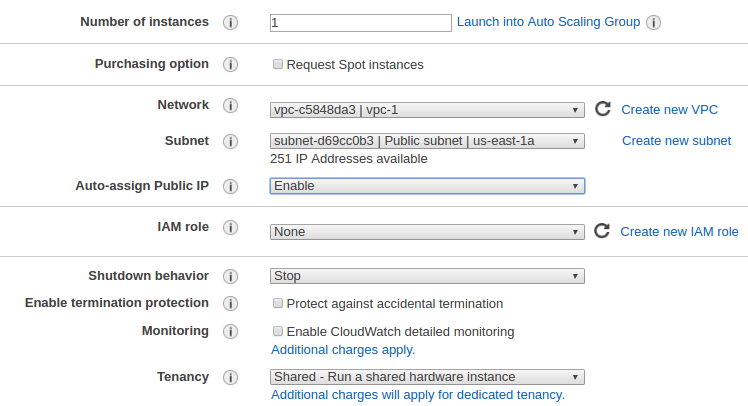 Number of instances 1 Launch into Auto Scaling Group
Purchasing option Request Spot instances
Network vpc-c5848da3 | vpc-1 Create new VPC
Subnet subnet-d69cc0b3 | Public subnet | us-east-1a Create new subnet
251 IP Addresses available
Auto-assign Public IP Enable
IAM role None Create new IAM role
Shutdown behavior Stop
Enable termination protection Protect against accidental termination
Monitoring Enable CloudWatch detailed monitoring
Additional charges apply.
Tenancy Shared - Run a shared hardware instance
Additional charges will apply for dedicated tenancy.